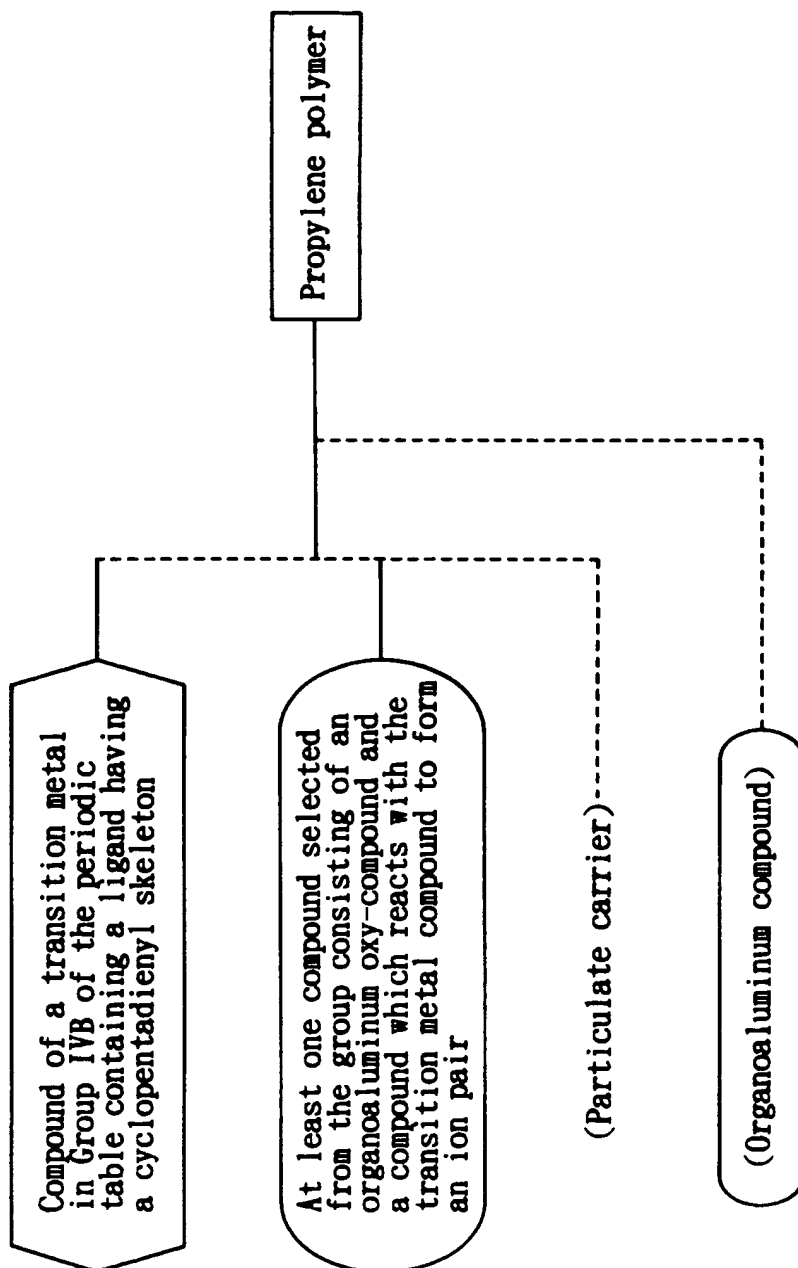 Compound of a transition metal
in Group IVB of the periodic
table containing a ligand having
a cyclopentadienyl skeleton
At least one compound selected
from the group consisting of an
organoaluminum oxy-compound and
a compound which reacts with the
transition metal compound to form
an ion pair
(Particulate carrier)
(Organoaluminum compound)
Propylene polymer